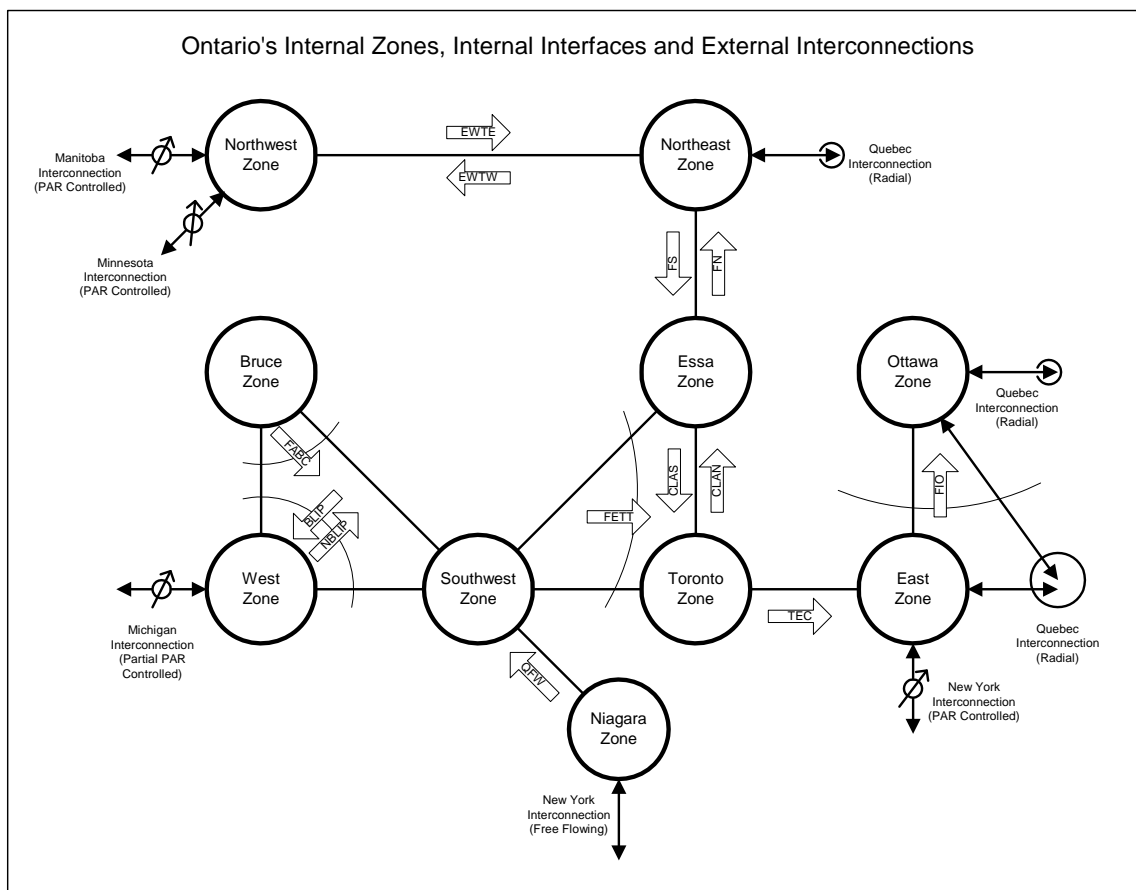 Ontario's Internal Zones, Internal Interfaces and External Interconnections
Northwest
Zone
EWTE
EWTW
Northeast
Zone
Manitoba
Interconnection
(PAR Controlled)
Quebec
Interconnection
(Radial)
Minnesota
Interconnection
(PAR Controlled)
FS
FN
Bruce
Zone
Essa
Zone
Ottawa
Zone
Quebec
Interconnection
(Radial)
FABC
CLAS
CLAN
FIO
BLIP
NBLIP
FETT
West
Zone
Southwest
Zone
Toronto
Zone
East
Zone
TEC
Michigan
Interconnection
(Partial PAR
Controlled)
Quebec
Interconnection
(Radial)
QFW
New York
Interconnection
(PAR Controlled)
Niagara
Zone
New York
Interconnection
(Free Flowing)